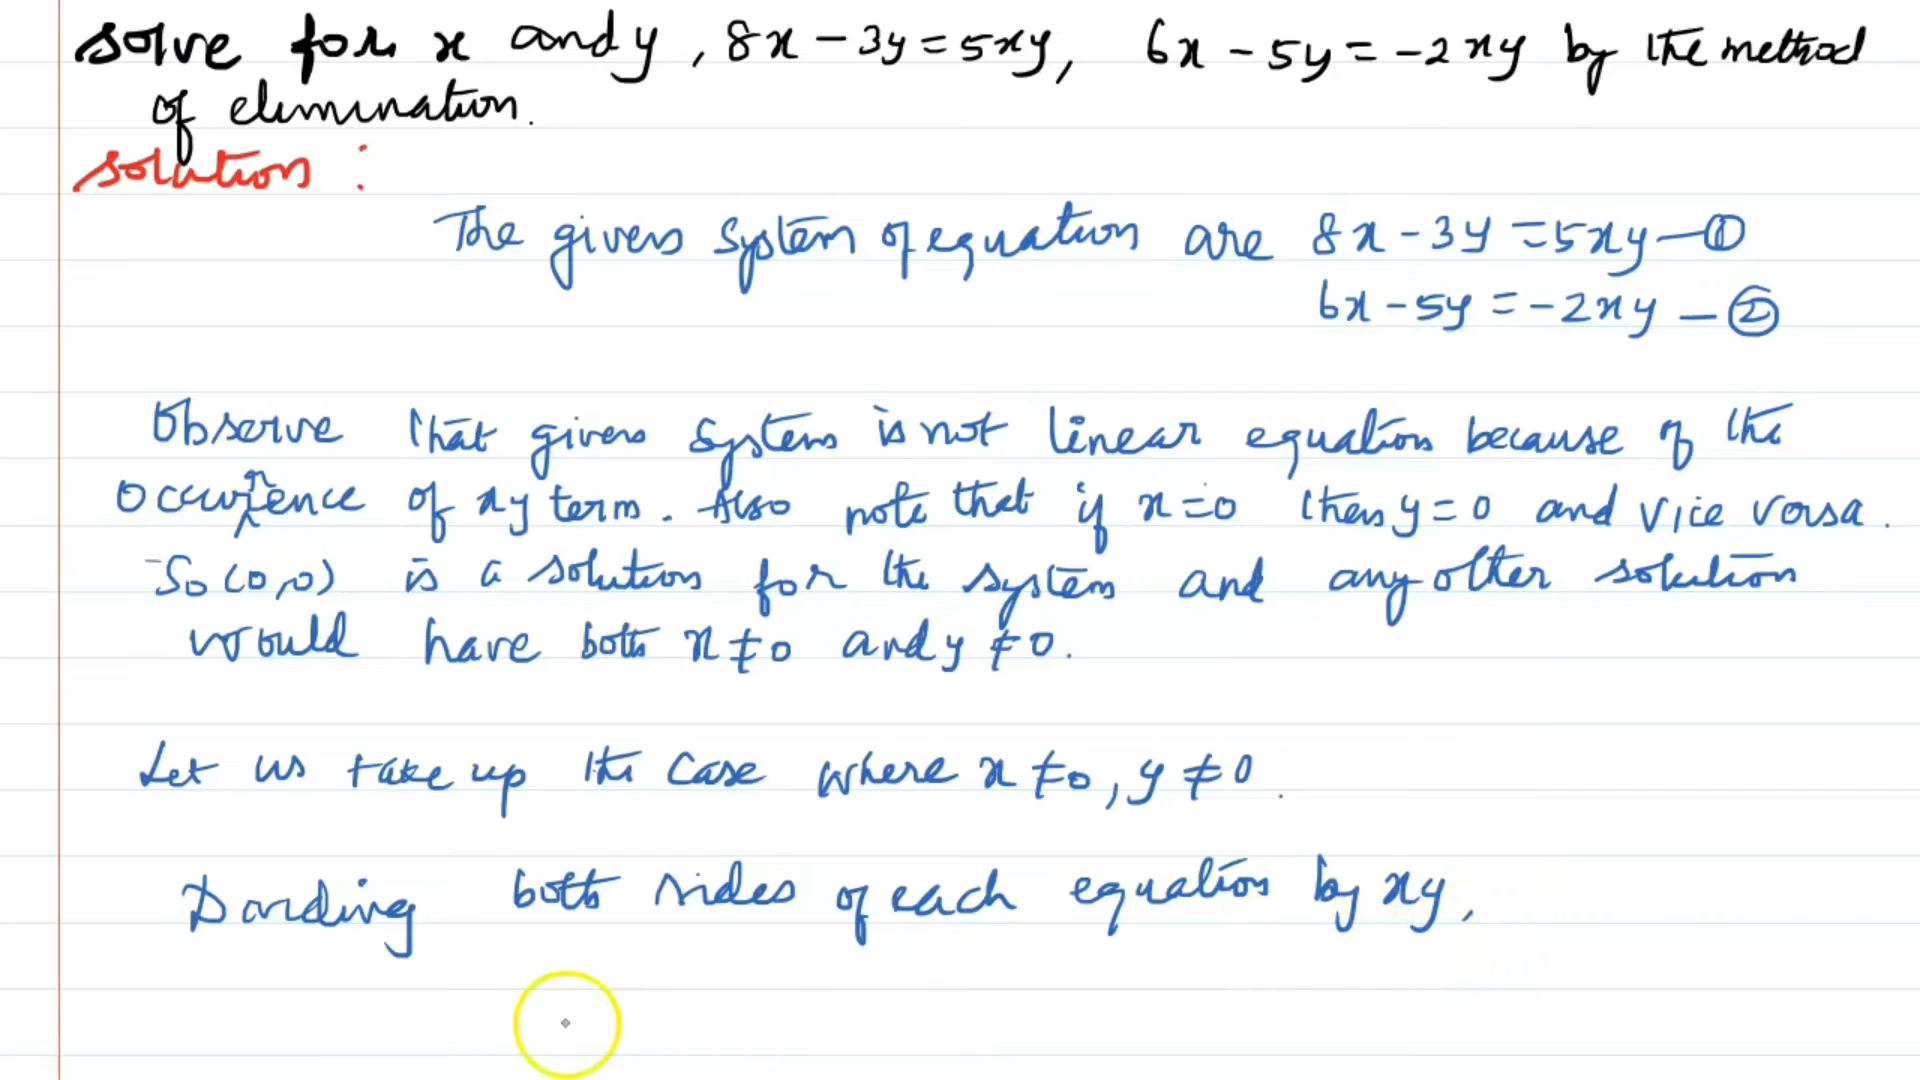 solve for x and y, 8x - 3y = 5xy, 6x - 5y = -2xy by the method
of elimination.
solution :
The given system of equation are 8x - 3y = 5xy - ①
6x - 5y = -2xy - ②
Observe that given system is not linear equation because of the
occurrence of xy term. Also note that if x = 0 then y = 0 and vice versa.
So (0,0) is a solution for the system and any other solution
would have both x ≠ 0 and y ≠ 0.
Let us take up the case where x ≠ 0, y ≠ 0.
Dividing both sides of each equation by xy,